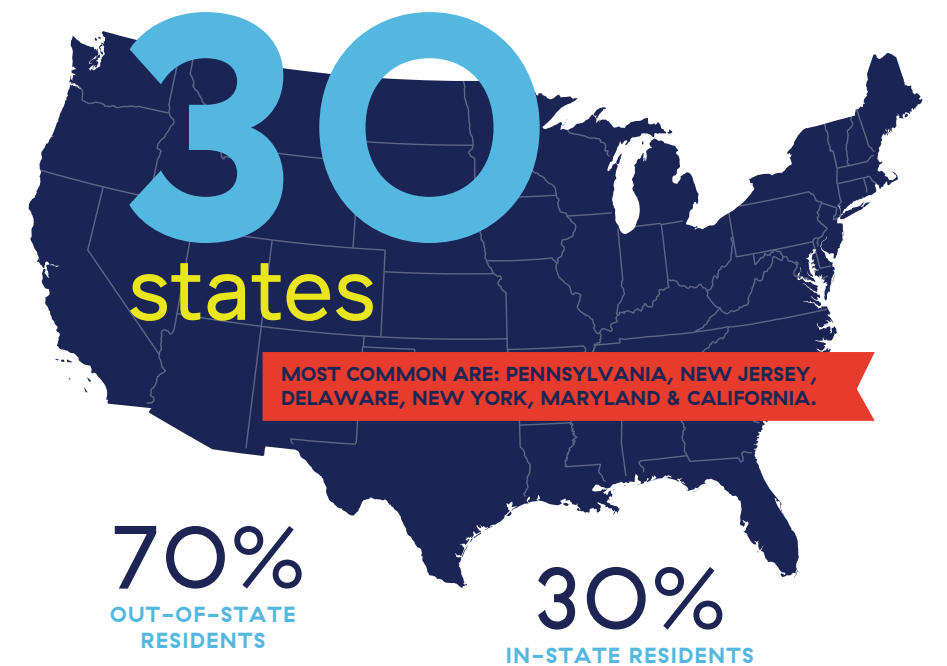 30
states
MOST COMMON ARE: PENNSYLVANIA, NEW JERSEY,
DELAWARE, NEW YORK, MARYLAND & CALIFORNIA.
70%
OUT-OF-STATE
RESIDENTS
30%
IN-STATE RESIDENTS